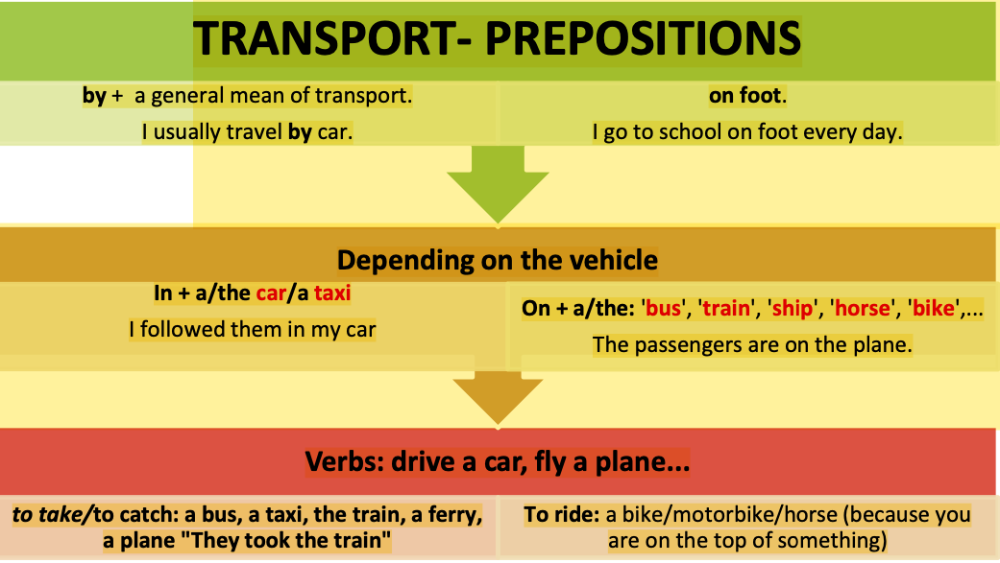 TRANSPORT- PREPOSITIONS
by + a general mean of transport.
I usually travel by car.
on foot.
I go to school on foot every day.
Depending on the vehicle
In + a/the car/a taxi
I followed them in my car
On + a/the: 'bus', 'train', 'ship', 'horse', 'bike',...
The passengers are on the plane.
Verbs: drive a car, fly a plane...
to take/to catch: a bus, a taxi, the train, a ferry,
a plane "They took the train"
To ride: a bike/motorbike/horse (because you
are on the top of something)